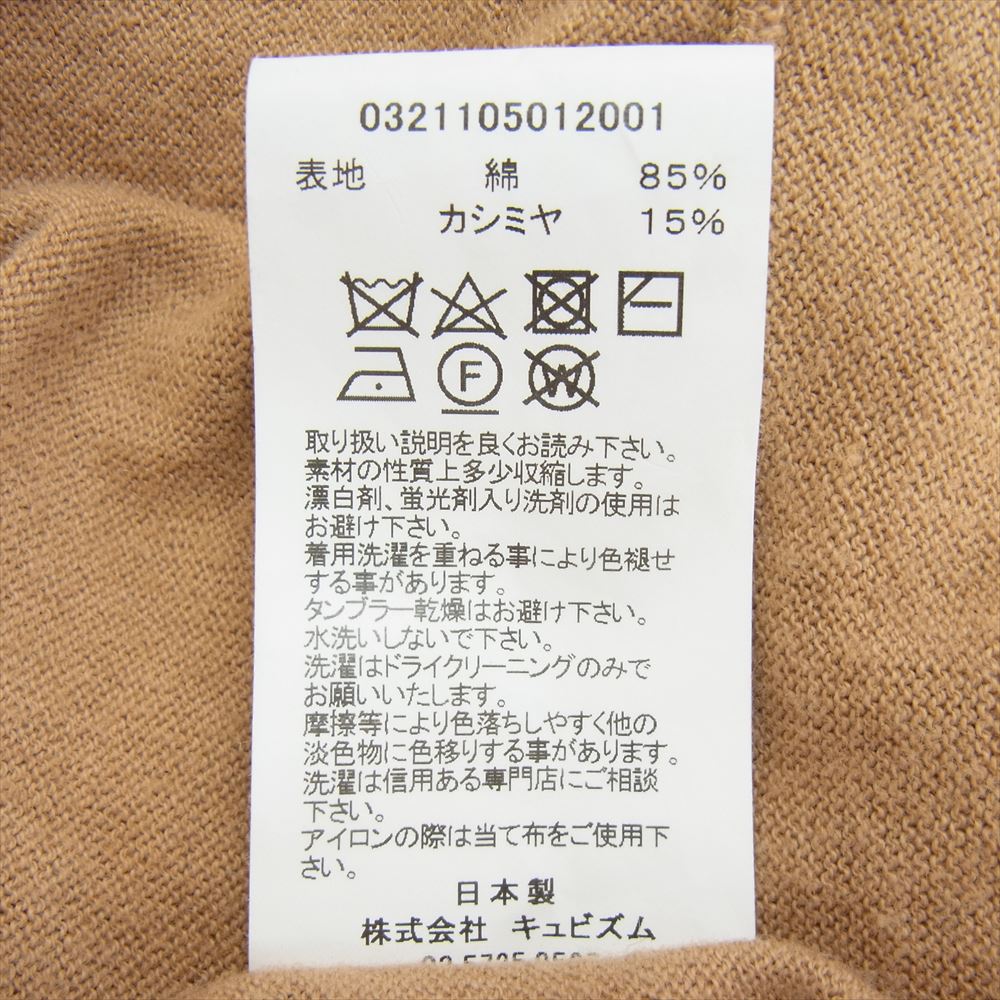 0321105012001
表地 綿 85%
カシミヤ 15%
F
W
取り扱い説明を良くお読み下さい。
素材の性質上多少収縮します。
漂白剤、蛍光剤入り洗剤の使用は
お避け下さい。
着用洗濯を重ねる事により色褪せ
する事があります。
タンブラー乾燥はお避け下さい。
水洗いしないで下さい。
洗濯はドライクリーニングのみで
お願いいたします。
摩擦等により色落ちしやすく他の
淡色物に色移りする事があります。
洗濯は信用ある専門店にご相談
下さい。
アイロンの際は当て布をご使用下
さい。
日本製
株式会社 キュビズム